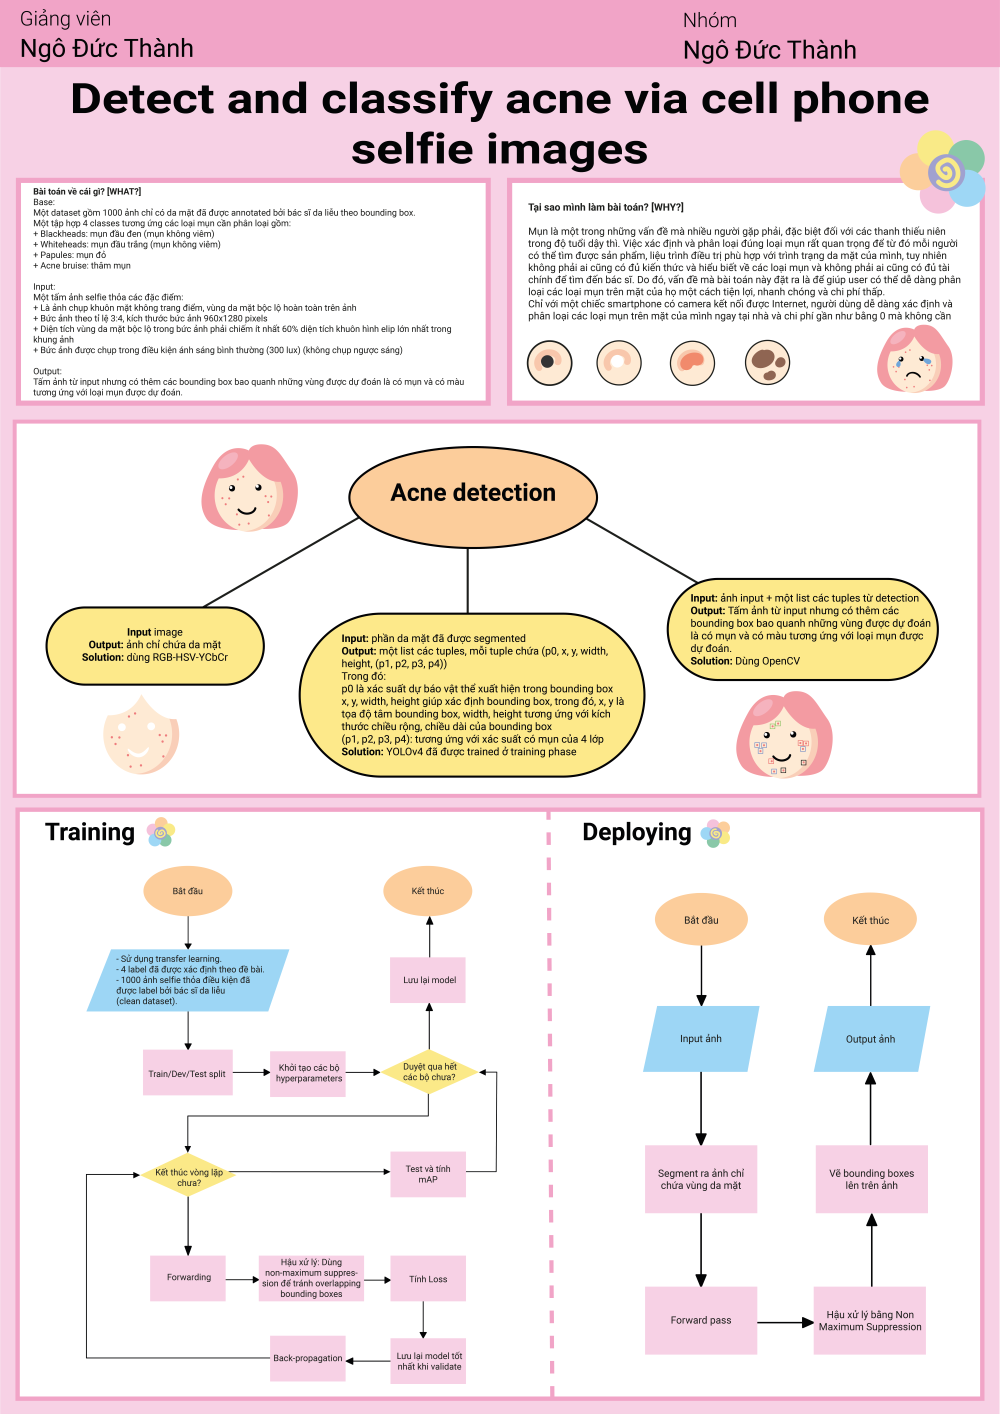 Giảng viên
Ngô Đức Thành
Nhóm
Ngô Đức Thành
Detect and classify acne via cell phone
selfie images
Bài toán về cái gì? [WHAT?]
Base:
Một dataset gồm 1000 ảnh chỉ có da mặt đã được annotated bởi bác sĩ da liễu theo bounding box.
Một tập hợp 4 classes tương ứng các loại mụn cần phân loại gồm:
+ Blackheads: mụn đầu đen (mụn không viêm)
+ Whiteheads: mụn đầu trắng (mụn không viêm)
+ Papules: mụn đỏ
+ Acne bruise: thâm mụn
Input:
Một tấm ảnh selfie thỏa các đặc điểm:
+ Là ảnh chụp khuôn mặt không trang điểm, vùng da mặt bộc lộ hoàn toàn trên ảnh
+ Bức ảnh theo tỉ lệ 3:4, kích thước bức ảnh 960x1280 pixels
+ Diện tích vùng da mặt bộc lộ trong bức ảnh phải chiếm ít nhất 60% diện tích khuôn hình elip lớn nhất trong
khung ảnh
+ Bức ảnh được chụp trong điều kiện ánh sáng bình thường (300 lux) (không chụp ngược sáng)
Output:
Tấm ảnh từ input nhưng có thêm các bounding box bao quanh những vùng được dự đoán là có mụn và có màu
tương ứng với loại mụn được dự đoán.
Tại sao mình làm bài toán? [WHY?]
Mụn là một trong những vấn đề mà nhiều người gặp phải, đặc biệt đối với các thanh thiếu niên
trong độ tuổi dậy thì. Việc xác định và phân loại đúng loại mụn rất quan trọng để từ đó mỗi người
có thể tìm được sản phẩm, liệu trình điều trị phù hợp với trình trạng da mặt của mình, tuy nhiên
không phải ai cũng có đủ kiến thức và hiểu biết về các loại mụn và không phải ai cũng có đủ tài
chính để tìm đến bác sĩ. Do đó, vấn đề mà bài toán này đặt ra là để giúp user có thể dễ dàng phân
loại các loại mụn trên mặt của họ một cách tiện lợi, nhanh chóng và chi phí thấp.
Chỉ với một chiếc smartphone có camera kết nối được Internet, người dùng dễ dàng xác định và
phân loại các loại mụn trên mặt của mình ngay tại nhà và chi phí gần như bằng 0 mà không cần
Acne detection
Input image
Output: ảnh chỉ chứa da mặt
Solution: dùng RGB-HSV-YCbCr
Input: phần da mặt đã được segmented
Output: một list các tuples, mỗi tuple chứa (p0, x, y, width,
height, (p1, p2, p3, p4))
Trong đó:
p0 là xác suất dự báo vật thể xuất hiện trong bounding box
x, y, width, height giúp xác định bounding box, trong đó, x, y là
tọa độ tâm bounding box, width, height tương ứng với kích
thước chiều rộng, chiều dài của bounding box
(p1, p2, p3, p4): tương ứng với xác suất có mụn của 4 lớp
Solution: YOLOv4 đã được trained ở training phase
Input: ảnh input + một list các tuples từ detection
Output: Tấm ảnh từ input nhưng có thêm các
bounding box bao quanh những vùng được dự đoán
là có mụn và có màu tương ứng với loại mụn được
dự đoán.
Solution: Dùng OpenCV
Training
Bắt đầu
Kết thúc
- Sử dụng transfer learning.
- 4 label đã được xác định theo đề bài.
- 1000 ảnh selfie thỏa điều kiện đã
được label bởi bác sĩ da liễu
(clean dataset).
Lưu lại model
Train/Dev/Test split
Khởi tạo các bộ
hyperparameters
Duyệt qua hết
các bộ chưa?
Kết thúc vòng lặp
chưa?
Test và tính
mAP
Forwarding
Hậu xử lý: Dùng
non-maximum suppres-
sion để tránh overlapping
bounding boxes
Tính Loss
Back-propagation
Lưu lại model tốt
nhất khi validate
Deploying
Bắt đầu
Kết thúc
Input ảnh
Output ảnh
Segment ra ảnh chỉ
chứa vùng da mặt
Vẽ bounding boxes
lên trên ảnh
Forward pass
Hậu xử lý bằng Non
Maximum Suppression